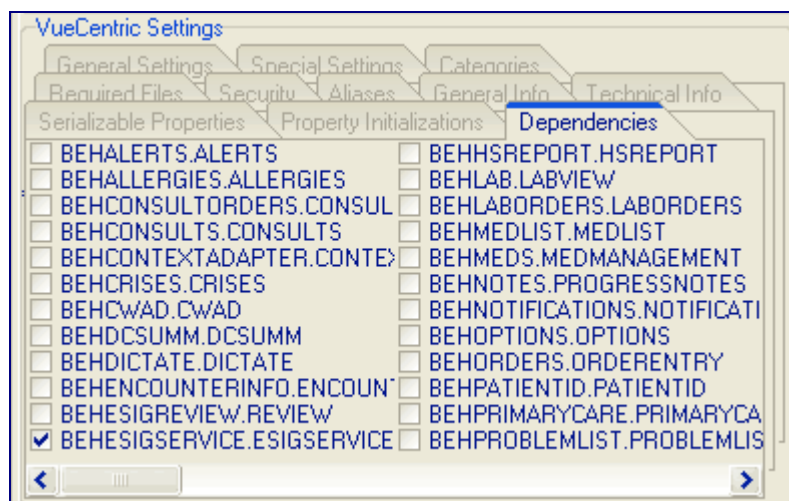 VueCentric Settings
General Settings Special Settings Categories
Required Files Security Aliases General Info Technical Info
Serializable Properties Property Initializations Dependencies
BEHALERTS.ALERTS
BEHALLERGIES.ALLERGIES
BEHCONSULTORDERS.CONSUL
BEHCONSULTS.CONSULTS
BEHCONTEXTADAPTER.CONTEX
BEHCRISES.CRISES
BEHCWAD.CWAD
BEHDCSUMM.DCSUMM
BEHDICTATE.DICTATE
BEHENCOUNTERINFO.ENCOUNT
BEHESIGREVIEW.REVIEW
BEHESIGSERVICE.ESIGSERVICE
BEHHSREPORT.HSREPORT
BEHLAB.LABVIEW
BEHLABORDERS.LABORDERS
BEHMEDLIST.MEDLIST
BEHMEDS.MEDMANAGEMENT
BEHNOTES.PROGRESSNOTES
BEHNOTIFICATIONS.NOTIFICATI
BEHOPTIONS.OPTIONS
BEHORDERS.ORDERENTRY
BEHPATIENTID.PATIENTID
BEHPRIMARYCARE.PRIMARYCA
BEHPROBLEMLIST.PROBLEMLIS